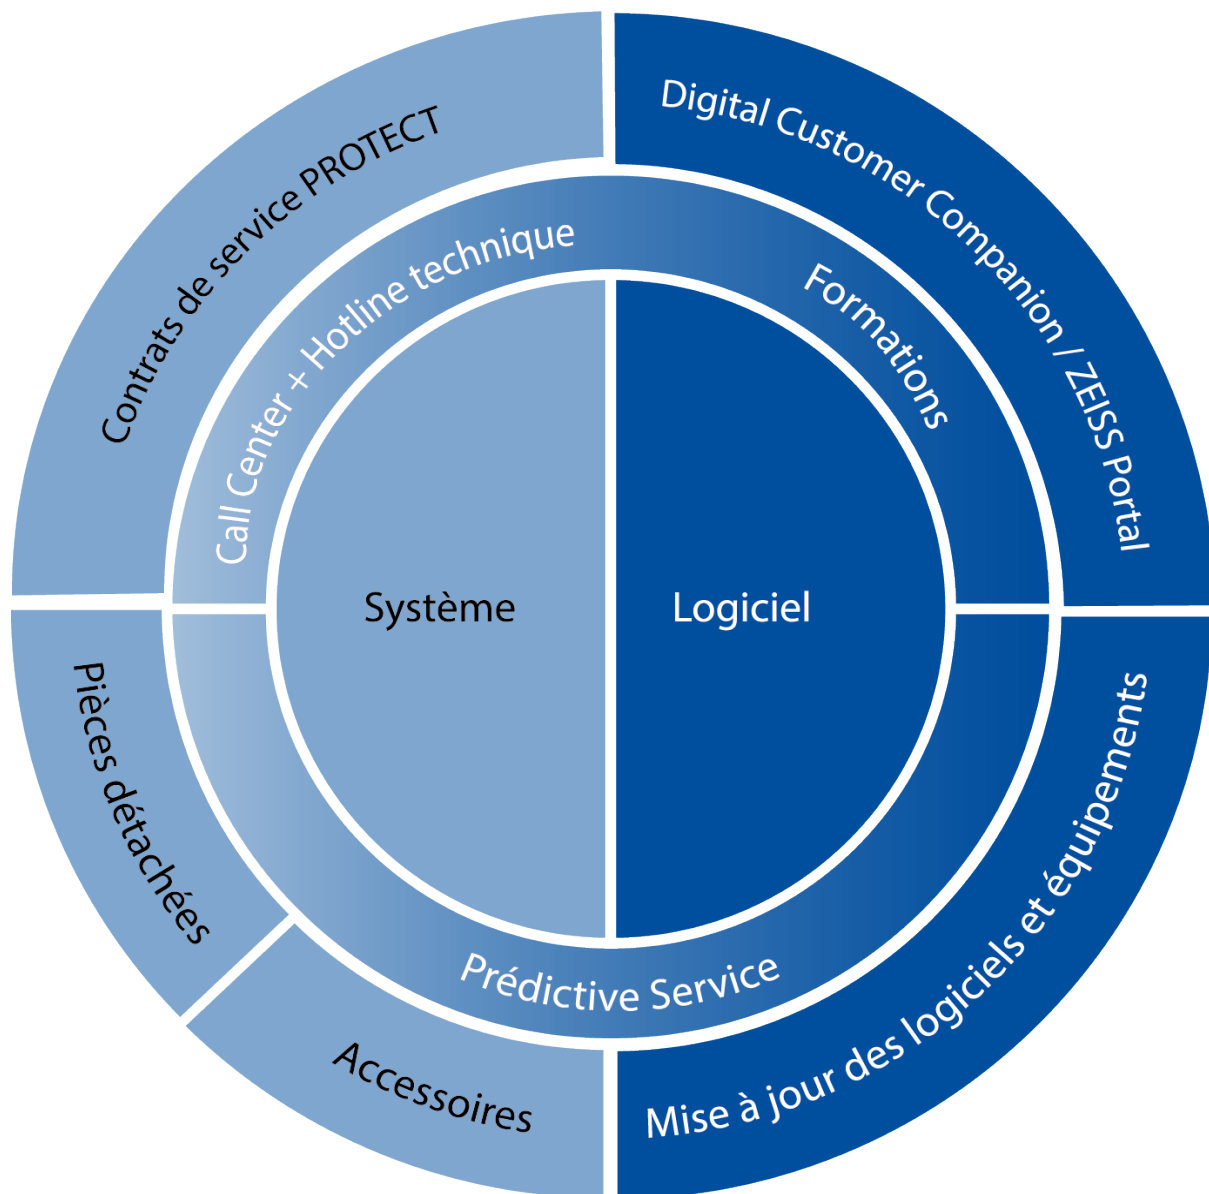 Contrats de service PROTECT
Digital Customer Companion / ZEISS Portal
Call Center + Hotline technique
Formations
Système
Logiciel
Pièces détachées
Accessoires
Prédictive Service
Mise à jour des logiciels et équipements